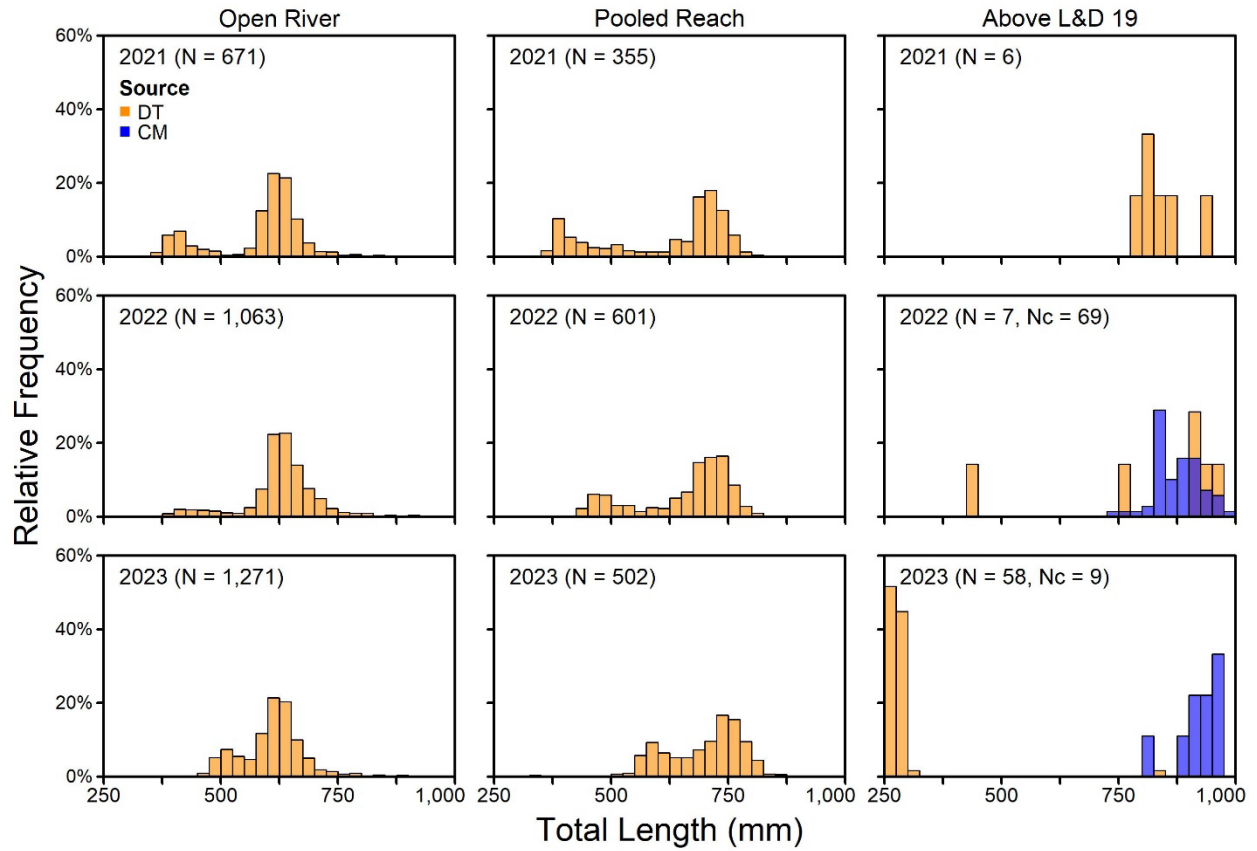 Open River Pooled Reach Above L&D 19
60%
40%
20%
0%
2021 (N = 671)
Source
DT
CM
2021 (N = 355)
2021 (N = 6)
60%
40%
20%
0%
2022 (N = 1,063)
2022 (N = 601)
2022 (N = 7, Nc = 69)
60%
40%
20%
0%
2023 (N = 1,271)
2023 (N = 502)
2023 (N = 58, Nc = 9)
Relative Frequency
250 500 750 1,000 250 500 750 1,000 250 500 750 1,000
Total Length (mm)